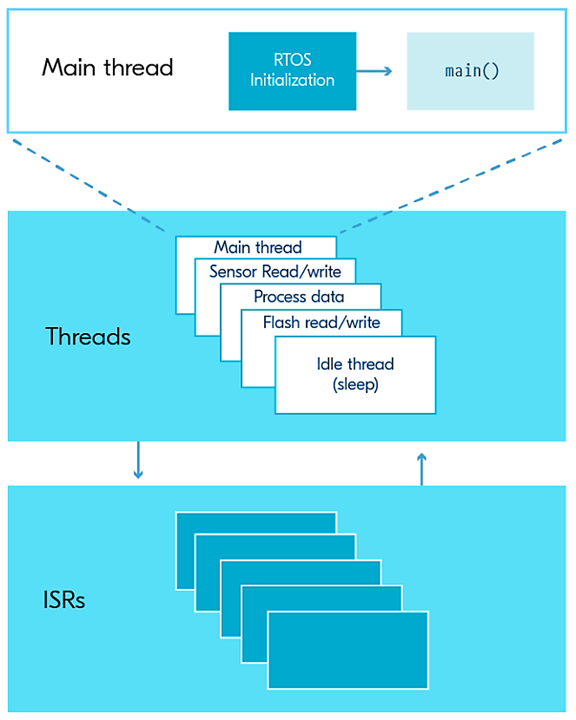 Main thread
RTOS
Initialization
main()
Main thread
Sensor Read/write
Process data
Flash read/write
Threads
Idle thread
(sleep)
ISRs